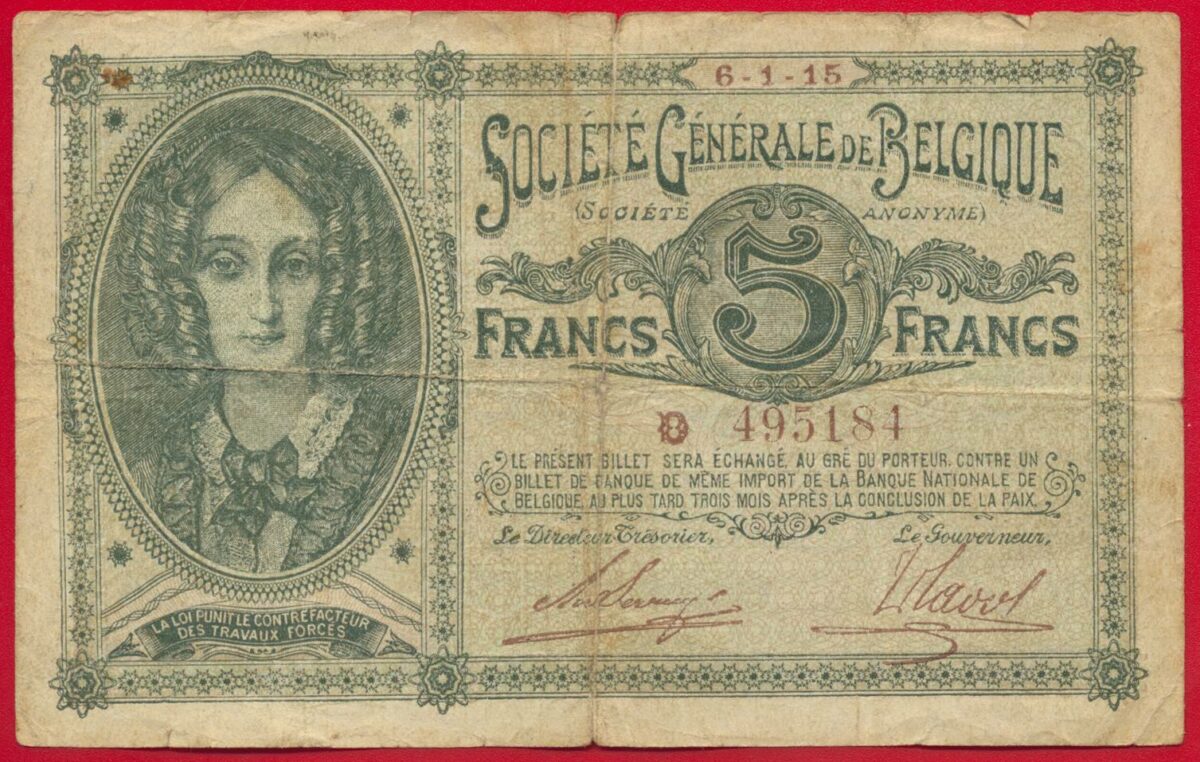 6-1-15
SOCIÉTÉ GÉNÉRALE DE BELGIQUE
(SOCIÉTÉ ANONYME)
5
FRANCS FRANCS
495184
LE PRÉSENT BILLET SERA ÉCHANGÉ, AU GRÉ DU PORTEUR, CONTRE UN
BILLET DE BANQUE DE MÊME IMPORT DE LA BANQUE NATIONALE DE
BELGIQUE, AU PLUS TARD TROIS MOIS APRÈS LA CONCLUSION DE LA PAIX.
Le Directeur Trésorier, Le Gouverneur,
LA LOI PUNIT LE CONTREFACTEUR
DES TRAVAUX FORCÉS